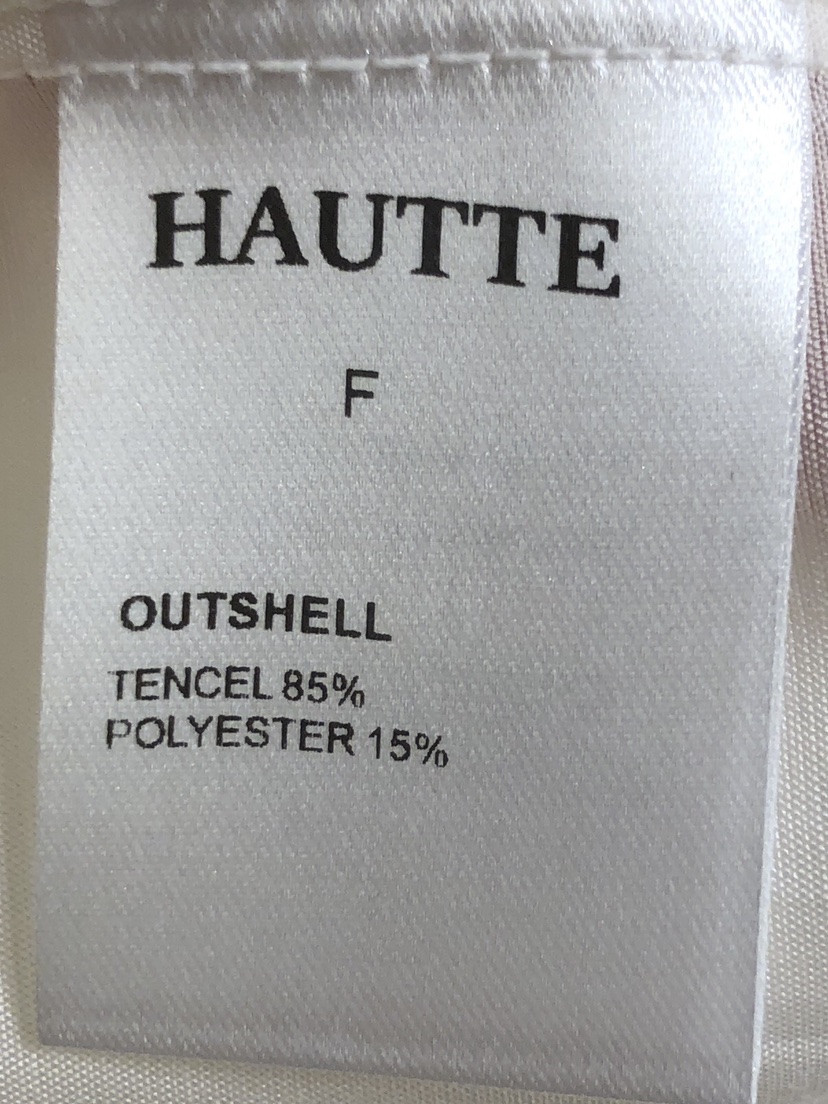 HAUTTE
F
OUTSHELL
TENCEL 85%
POLYESTER 15%